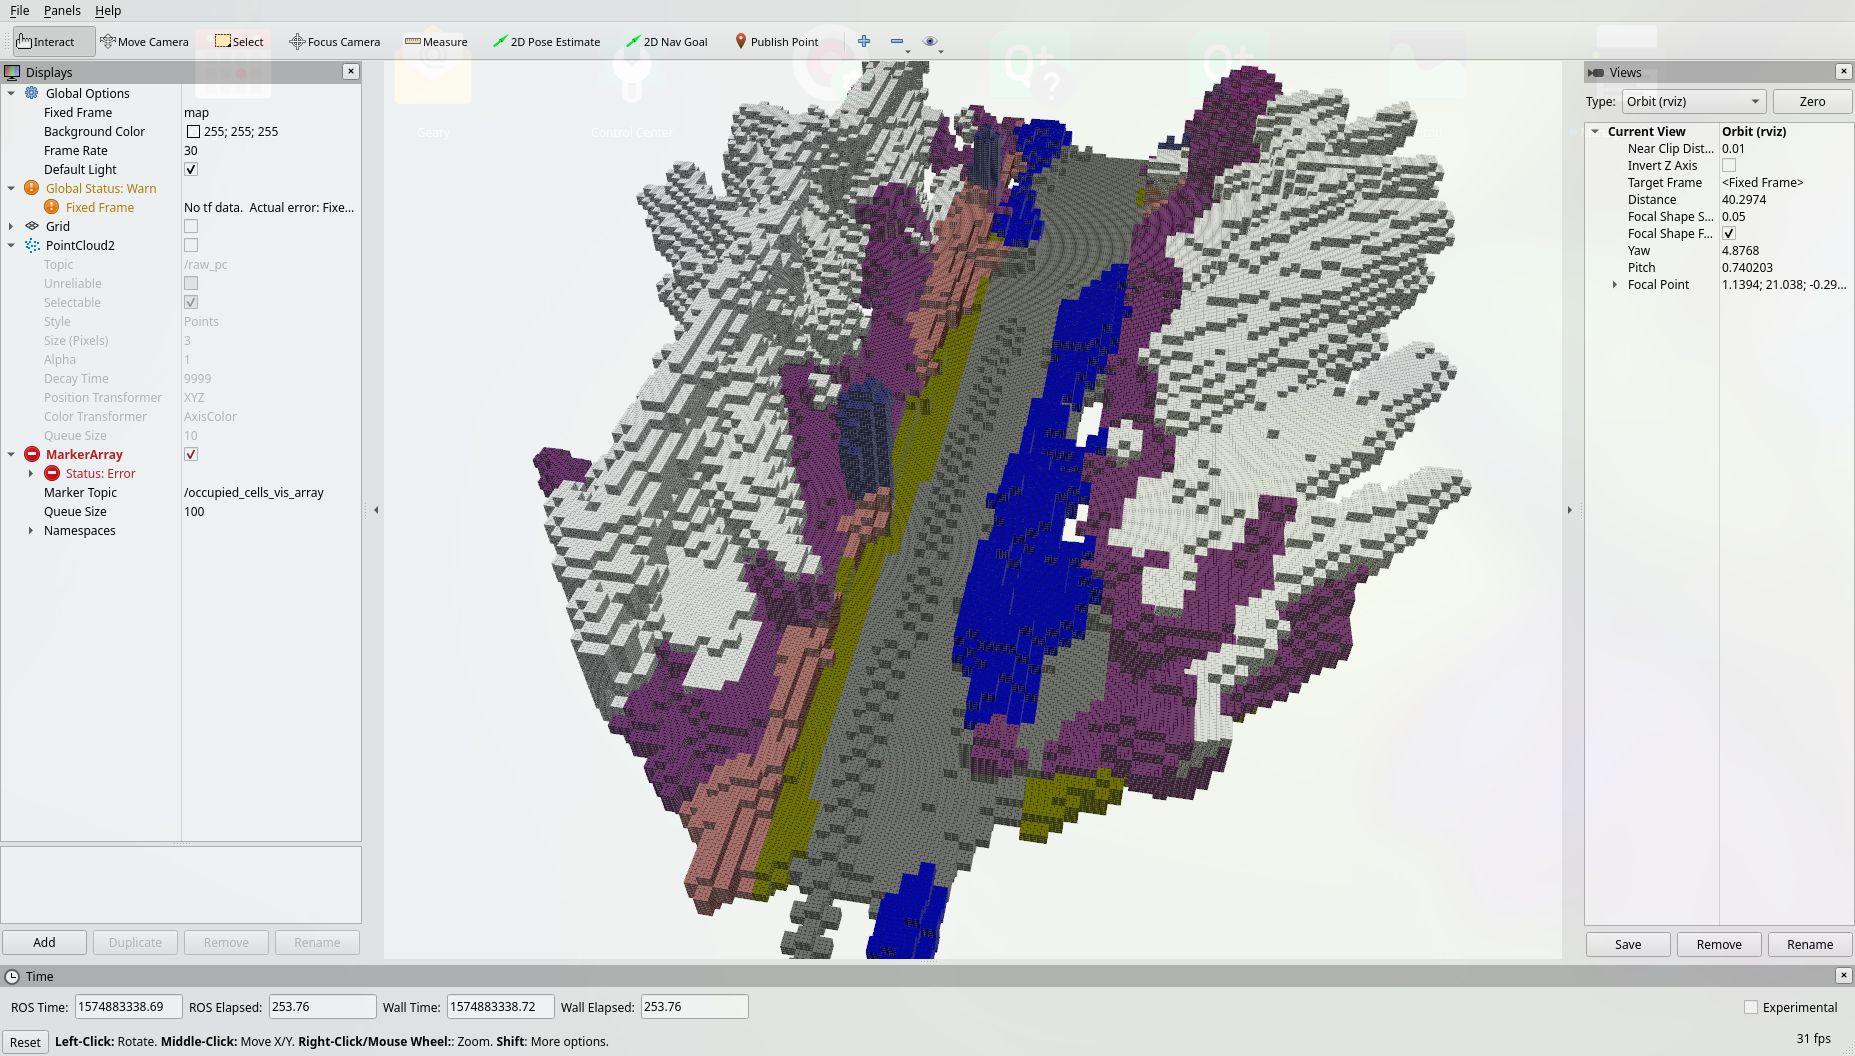 File Panels Help
Interact Move Camera Select Focus Camera Measure 2D Pose Estimate 2D Nav Goal Publish Point
Geary
Control Center
Displays
Global Options
Fixed Frame map
Background Color 255; 255; 255
Frame Rate 30
Default Light
Global Status: Warn
Fixed Frame No tf data. Actual error: Fixe...
Grid
PointCloud2
Topic /raw_pc
Unreliable
Selectable
Style Points
Size (Pixels) 3
Alpha 1
Decay Time 9999
Position Transformer XYZ
Color Transformer AxisColor
Queue Size 10
MarkerArray
Status: Error
Marker Topic /occupied_cells_vis_array
Queue Size 100
Namespaces
Add Duplicate Remove Rename
Views
Type: Orbit (rviz) Zero
Current View Orbit (rviz)
Near Clip Dist... 0.01
Invert Z Axis
Target Frame <Fixed Frame>
Distance 40.2974
Focal Shape S... 0.05
Focal Shape F...
Yaw 4.8768
Pitch 0.740203
Focal Point 1.1394; 21.038; -0.29...
Save Remove Rename
Time
ROS Time: 1574883338.69 ROS Elapsed: 253.76 Wall Time: 1574883338.72 Wall Elapsed: 253.76 Experimental
Reset Left-Click: Rotate. Middle-Click: Move X/Y. Right-Click/Mouse Wheel:: Zoom. Shift: More options. 31 fps